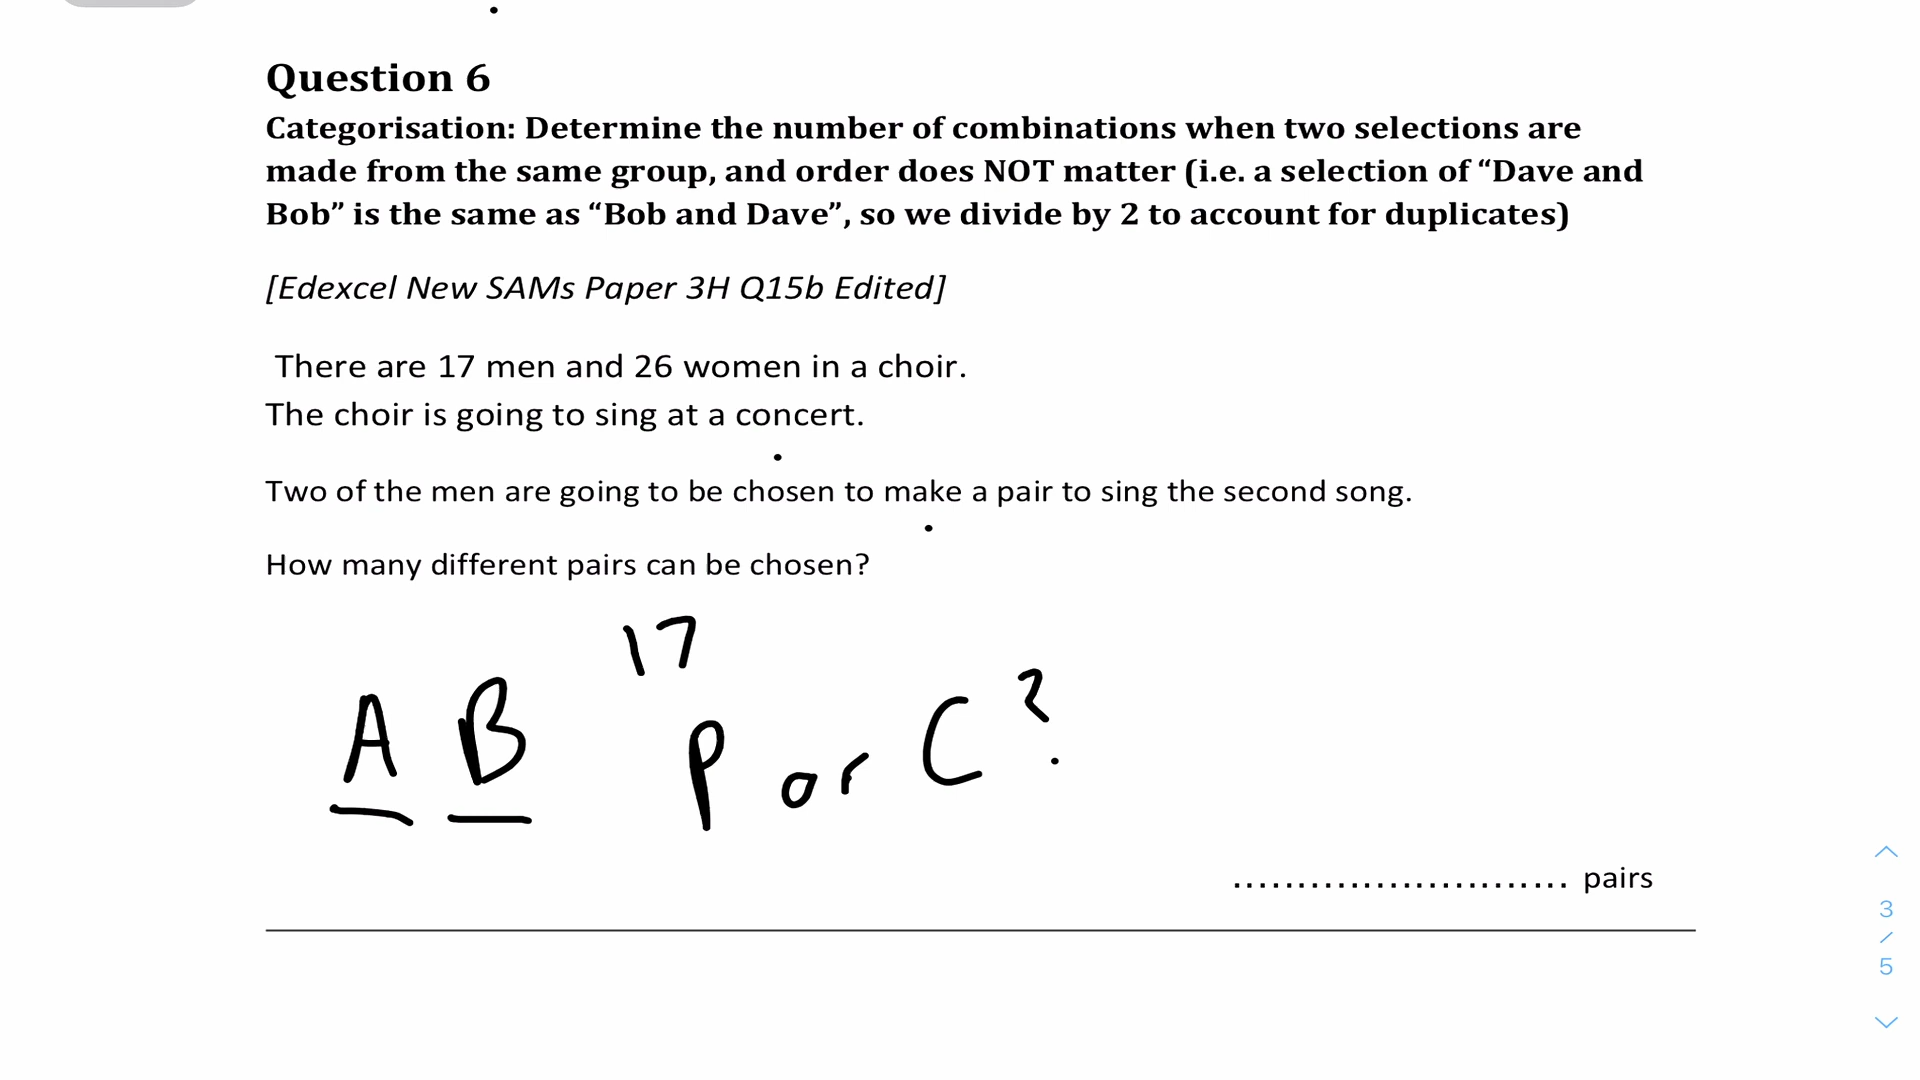 Question 6
Categorisation: Determine the number of combinations when two selections are
made from the same group, and order does NOT matter (i.e. a selection of “Dave and
Bob” is the same as “Bob and Dave”, so we divide by 2 to account for duplicates)
[Edexcel New SAMs Paper 3H Q15b Edited]
There are 17 men and 26 women in a choir.
The choir is going to sing at a concert.
Two of the men are going to be chosen to make a pair to sing the second song.
How many different pairs can be chosen?
17
A B P or C?
.......................... pairs
3
/
5